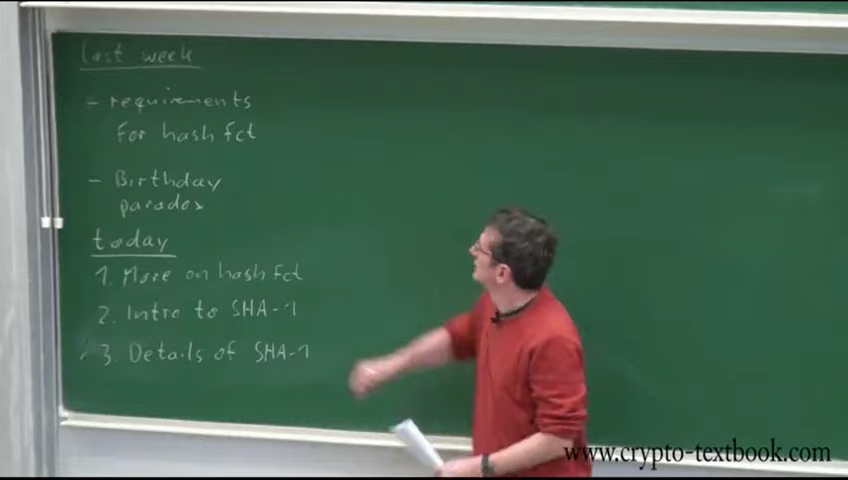 last week
- requirements
for hash fct
- Birthday
paradox
today
1. More on hash fct
2. Intro to SHA-1
3. Details of SHA-1
www.crypto-textbook.com